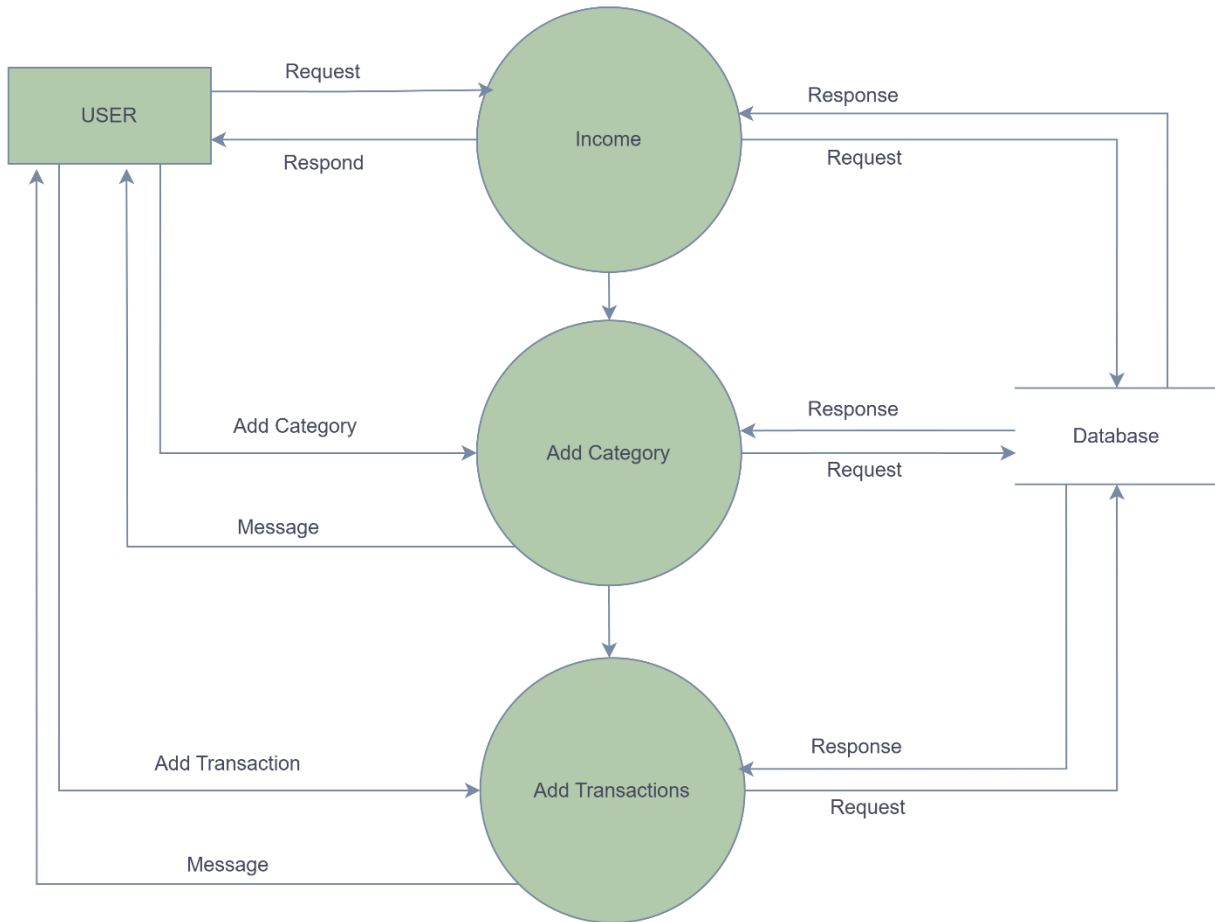 Request
USER
Respond
Income
Response
Request
Add Category
Add Category
Response
Request
Database
Message
Add Transaction
Add Transactions
Response
Request
Message